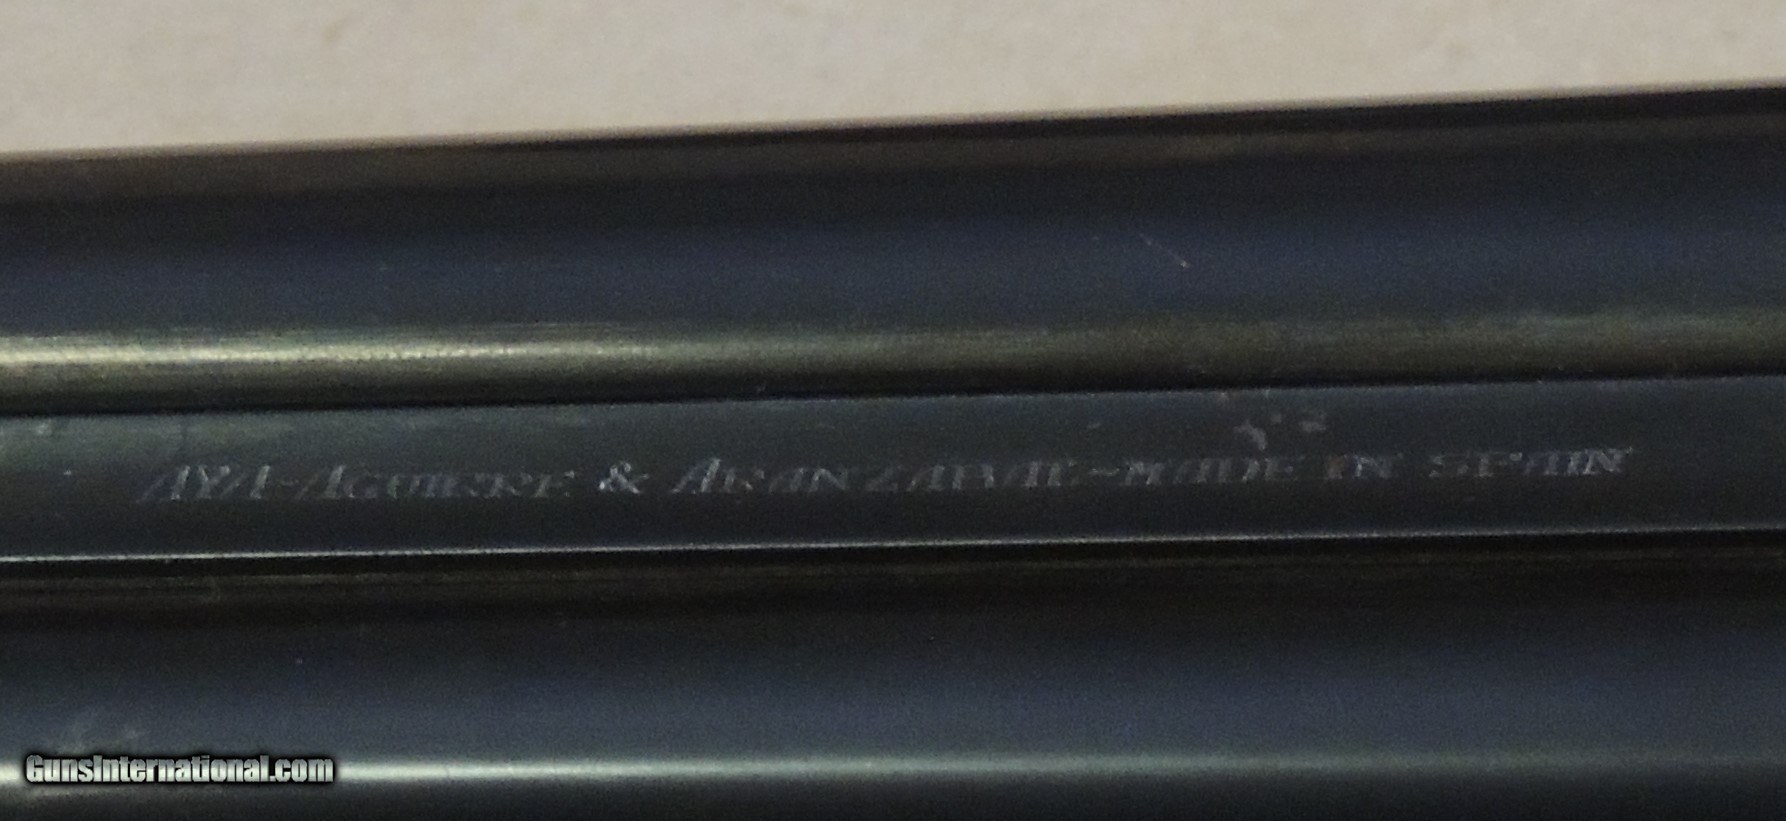 AYA-AGUIRRE & ARANZABAL-MADE IN SPAIN
GunsInternational.com